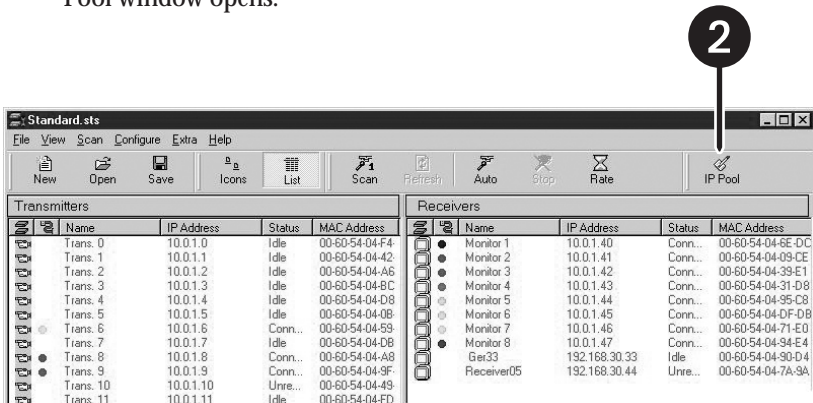 Pool window opens.
2
Standard.sts
File View Scan Configure Extra Help
New Open Save Icons List Scan Refresh Auto Stop Rate IP Pool
Transmitters Receivers
Name IP Address Status MAC Address Name IP Address Status MAC Address
Trans. 0 10.0.1.0 Idle 00-60-54-04-F4- Monitor 1 10.0.1.40 Conn... 00-60-54-04-6E-DC
Trans. 1 10.0.1.1 Idle 00-60-54-04-42- Monitor 2 10.0.1.41 Conn... 00-60-54-04-09-CE
Trans. 2 10.0.1.2 Idle 00-60-54-04-A6 Monitor 3 10.0.1.42 Conn... 00-60-54-04-39-E1
Trans. 3 10.0.1.3 Idle 00-60-54-04-BC Monitor 4 10.0.1.43 Conn... 00-60-54-04-31-D8
Trans. 4 10.0.1.4 Idle 00-60-54-04-D8 Monitor 5 10.0.1.44 Conn... 00-60-54-04-95-C8
Trans. 5 10.0.1.5 Idle 00-60-54-04-0B- Monitor 6 10.0.1.45 Conn... 00-60-54-04-DF-DB
Trans. 6 10.0.1.6 Conn... 00-60-54-04-59- Monitor 7 10.0.1.46 Conn... 00-60-54-04-71-E0
Trans. 7 10.0.1.7 Idle 00-60-54-04-DB Monitor 8 10.0.1.47 Conn... 00-60-54-04-94-E4
Trans. 8 10.0.1.8 Conn... 00-60-54-04-A8 Ger33 192.168.30.33 Idle 00-60-54-04-90-D4
Trans. 9 10.0.1.9 Conn... 00-60-54-04-9F- Receiver05 192.168.30.44 Unre... 00-60-54-04-7A-9A
Trans. 10 10.0.1.10 Unre... 00-60-54-04-49-
Trans. 11 10.0.1.11 Idle 00-60-54-04-FD